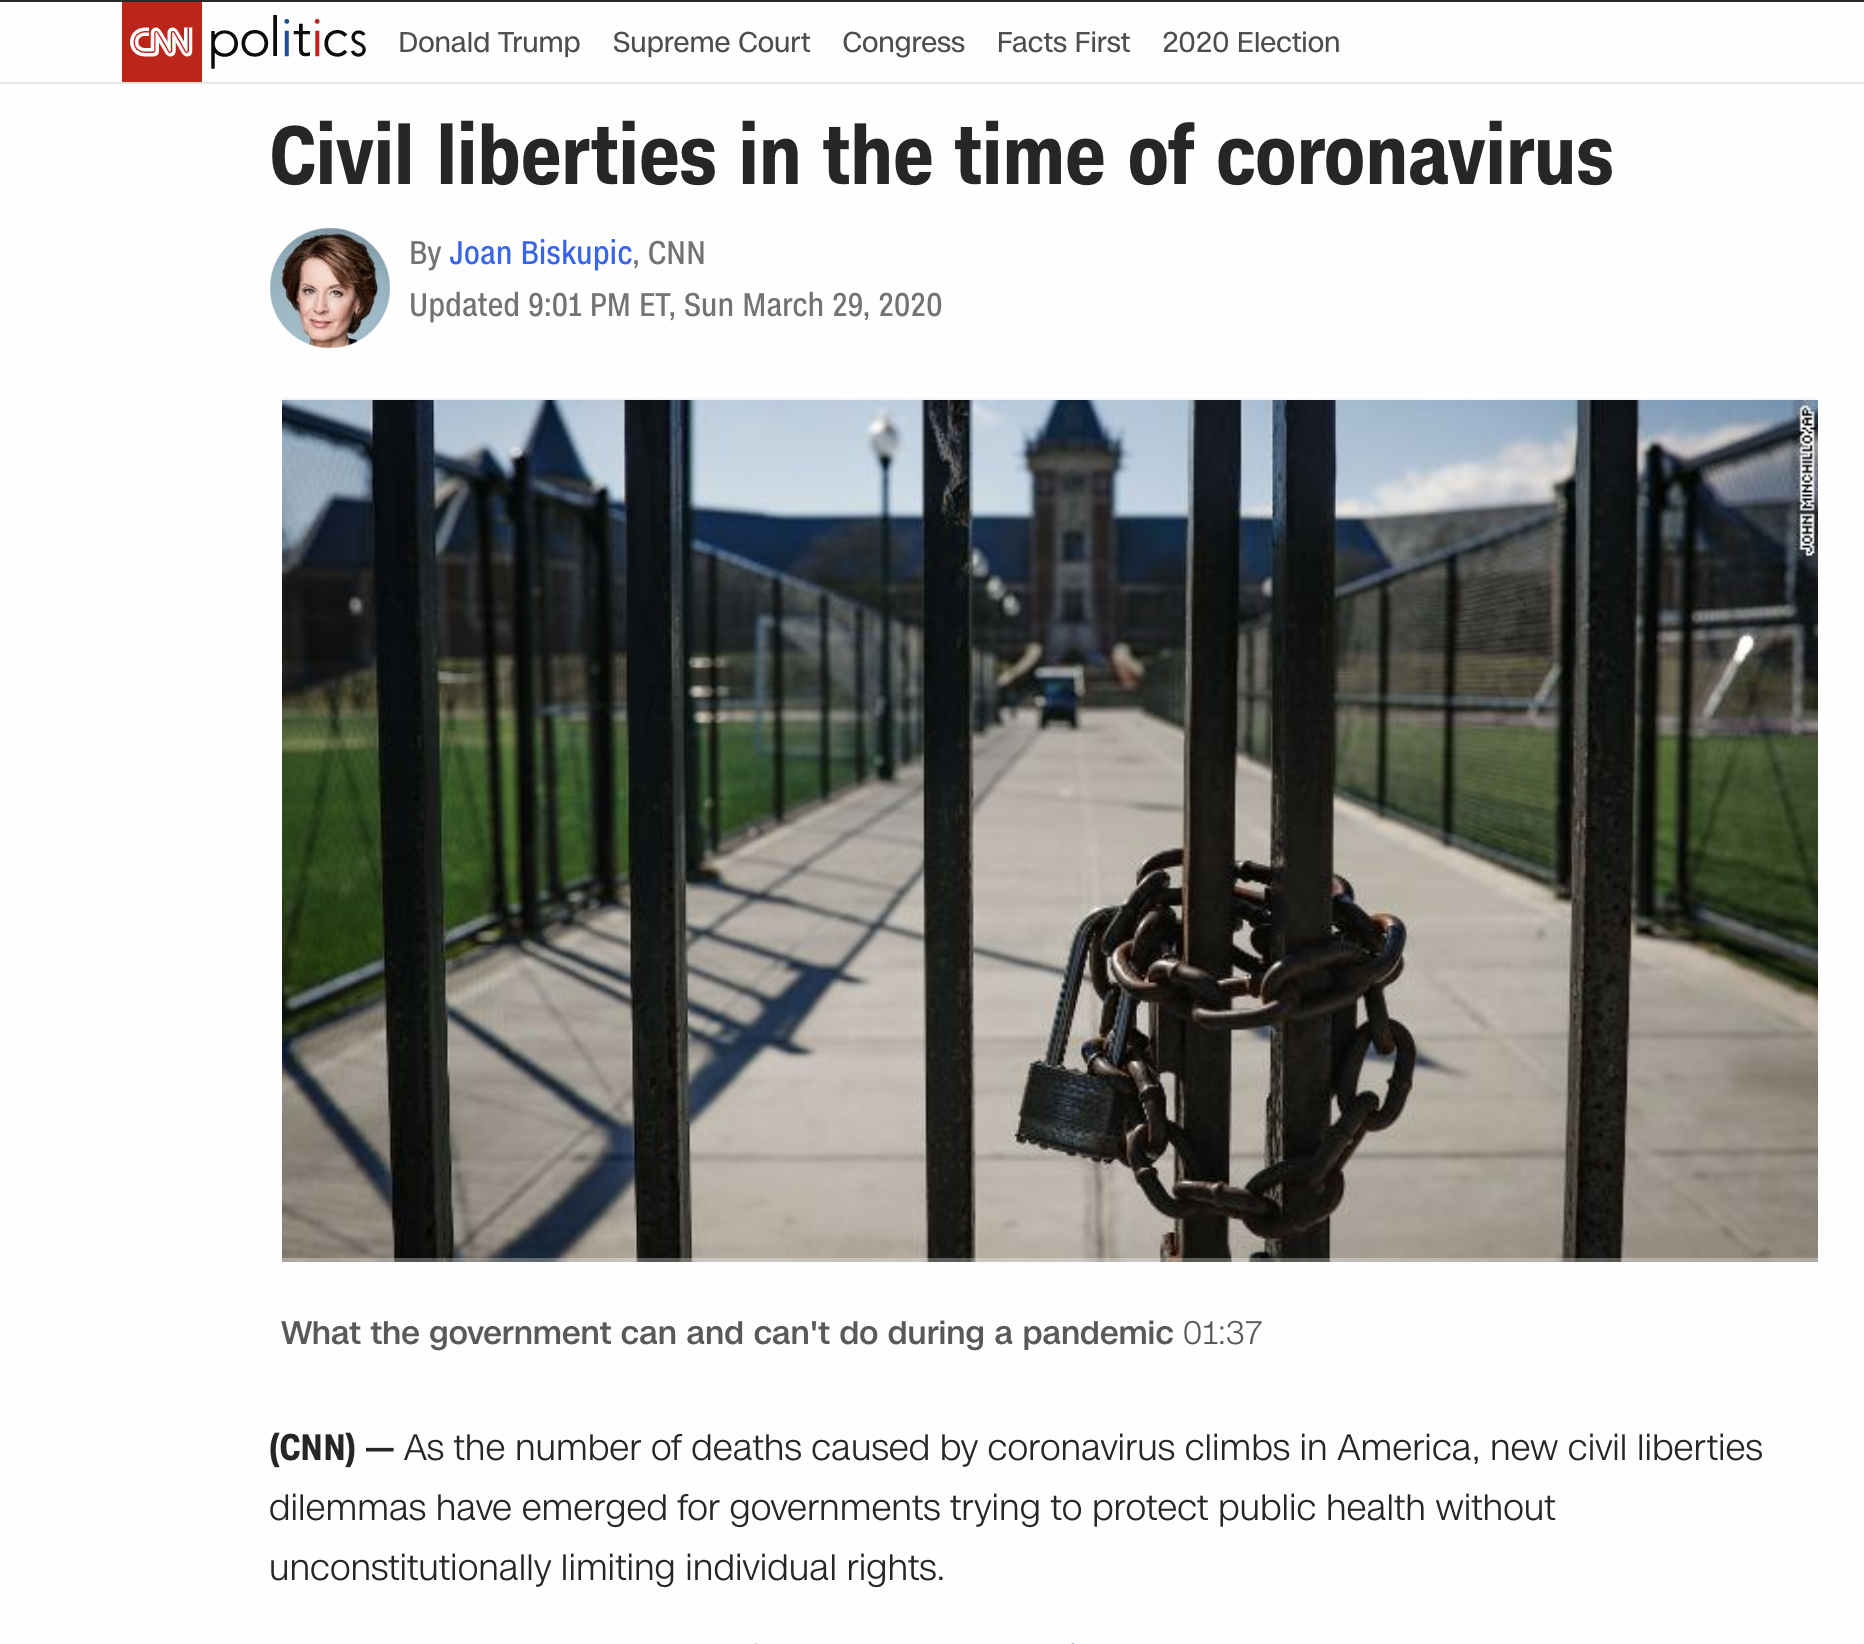 CNN politics Donald Trump Supreme Court Congress Facts First 2020 Election
Civil liberties in the time of coronavirus
By Joan Biskupic, CNN
Updated 9:01 PM ET, Sun March 29, 2020
JOHN MINCHILLO/AP
What the government can and can't do during a pandemic 01:37
(CNN) — As the number of deaths caused by coronavirus climbs in America, new civil liberties
dilemmas have emerged for governments trying to protect public health without
unconstitutionally limiting individual rights.